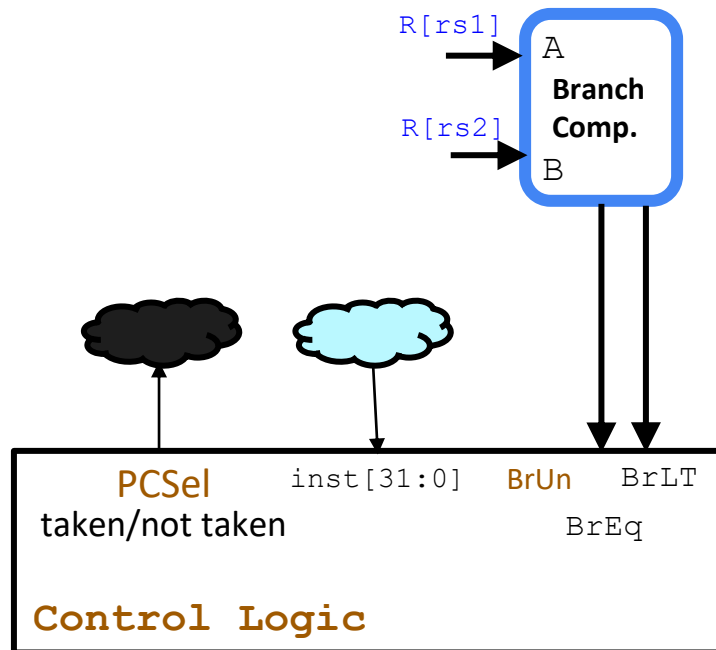 R[rs1]
A
Branch
Comp.
R[rs2]
B
PCSel
inst[31:0]
BrUn
BrLT
taken/not taken
BrEq
Control Logic